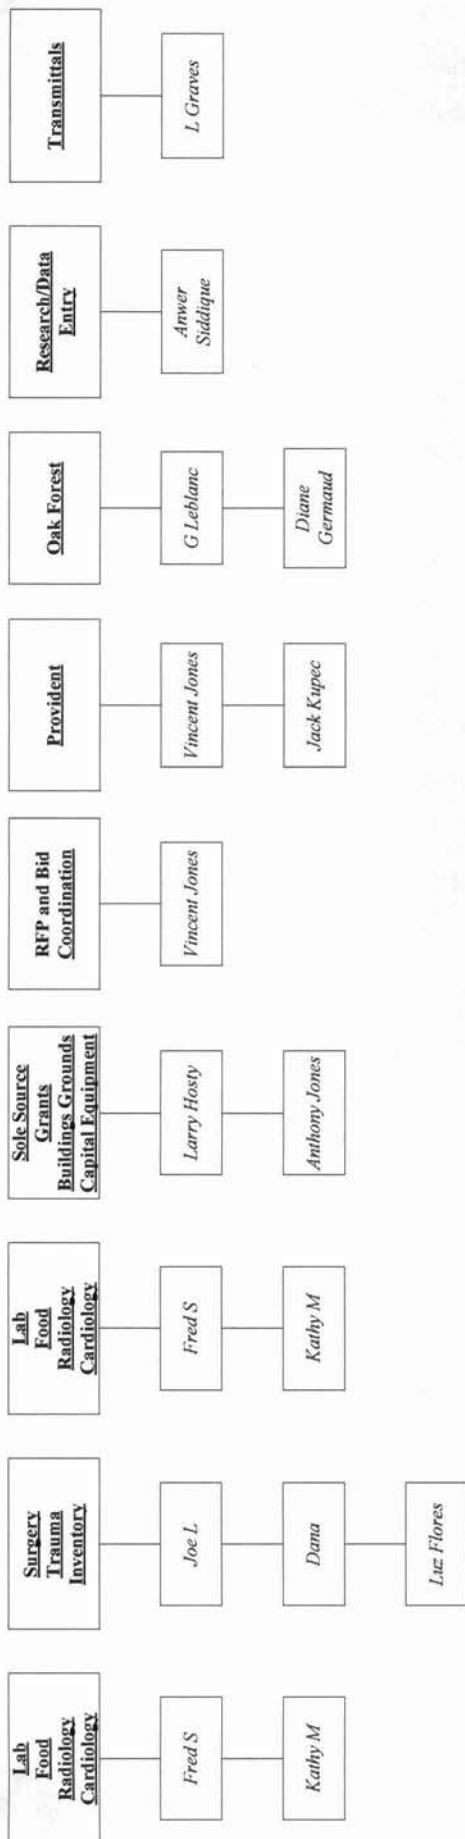 Lab
Food
Radiology
Cardiology
Fred S
Kathy M
Surgery
Trauma
Inventory
Joe L
Dana
Luz Flores
Lab
Food
Radiology
Cardiology
Fred S
Kathy M
Sole Source
Grants
Buildings Grounds
Capital Equipment
Larry Hosty
Anthony Jones
RFP and Bid
Coordination
Vincent Jones
Provident
Vincent Jones
Jack Kupec
Oak Forest
G Leblanc
Diane
Germaud
Research/Data
Entry
Anwer
Siddique
Transmittals
L Graves